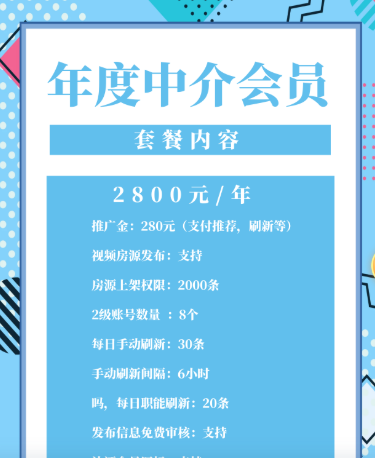 年度中介会员
套餐内容
2800元/年
推广金：280元（支付推荐，刷新等）
视频房源发布：支持
房源上架权限：2000条
2级账号数量 ：8个
每日手动刷新：30条
手动刷新间隔：6小时
吗，每日职能刷新：20条
发布信息免费审核：支持